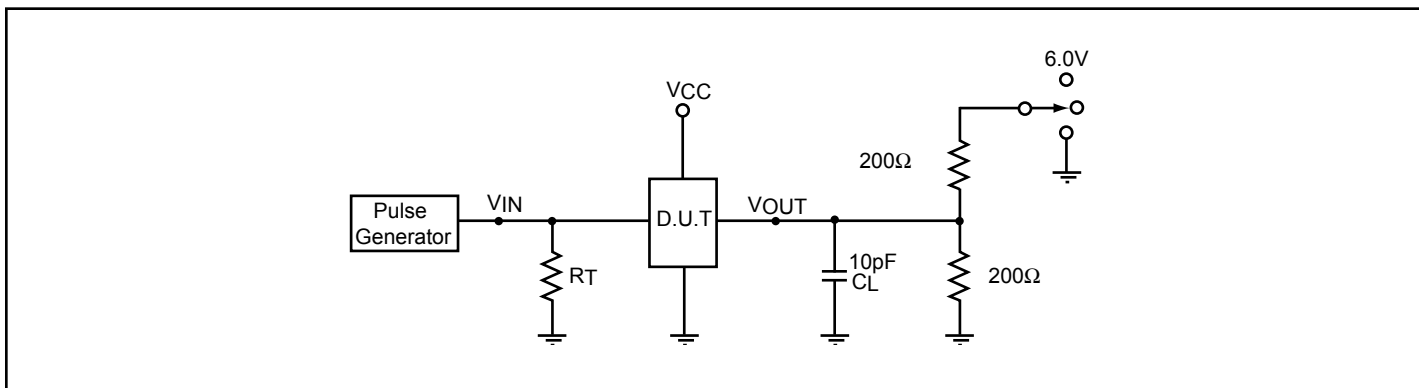 6.0V
VCC
200Ω
Pulse
Generator
VIN
D.U.T
VOUT
10pF
CL
RT
200Ω